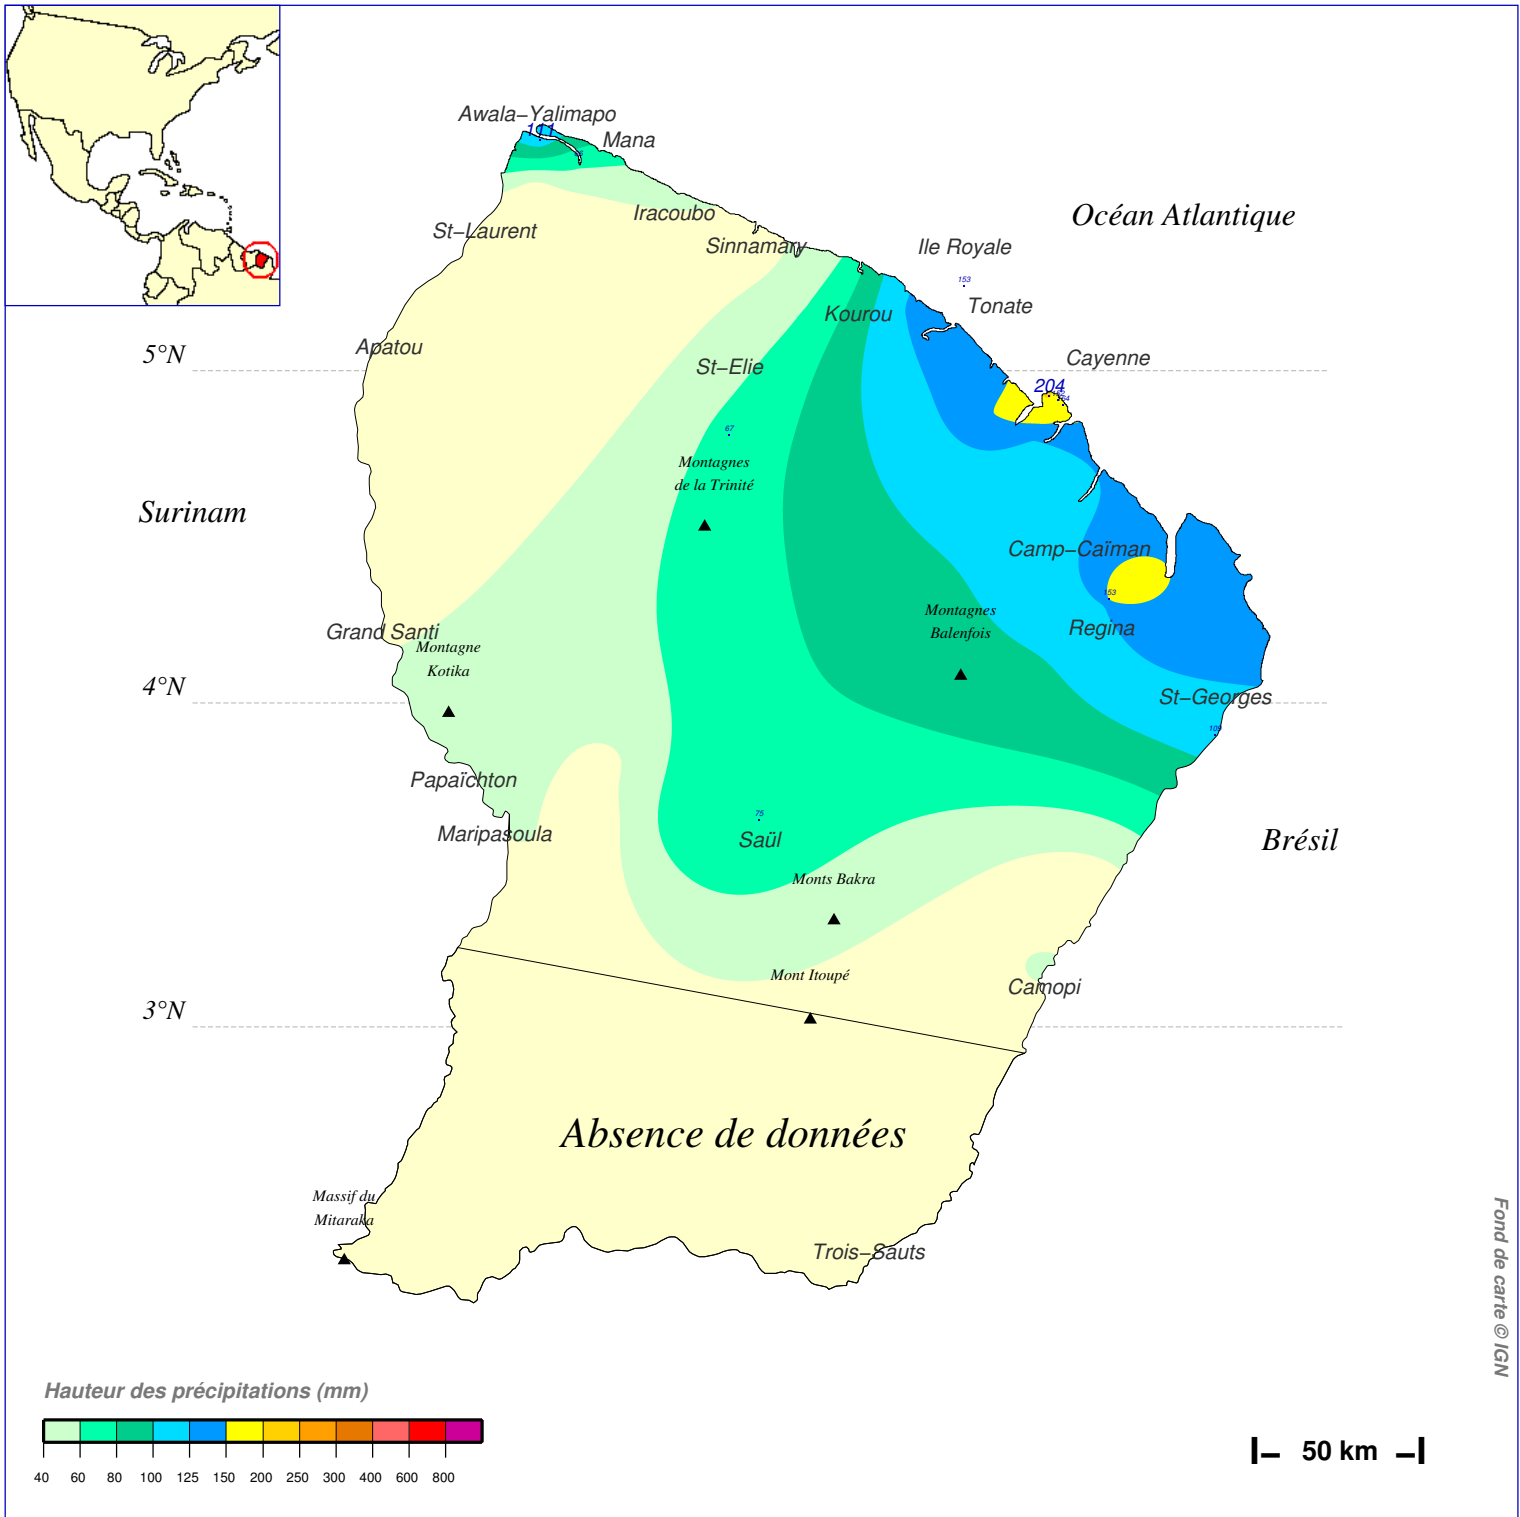 Awala–Yalimapo
Mana
Océan Atlantique
Iracoubo
St–Laurent
Sinnamary
Ile Royale
153
Tonate
Kourou
Apatou
5°N
Cayenne
St–Elie
204
67
Montagnes
de la Trinité
Surinam
Camp–Caïman
153
Montagnes
Balenfois
Regina
Grand Santi
Montagne
Kotika
4°N
St–Georges
109
Papaïchton
Maripasoula
75
Saül
Brésil
Monts Bakra
Mont Itoupé
Camopi
3°N
Absence de données
Massif du
Mitaraka
Trois–Sauts
Fond de carte © IGN
Hauteur des précipitations (mm)
40 60 80 100 125 150 200 250 300 400 600 800
50 km